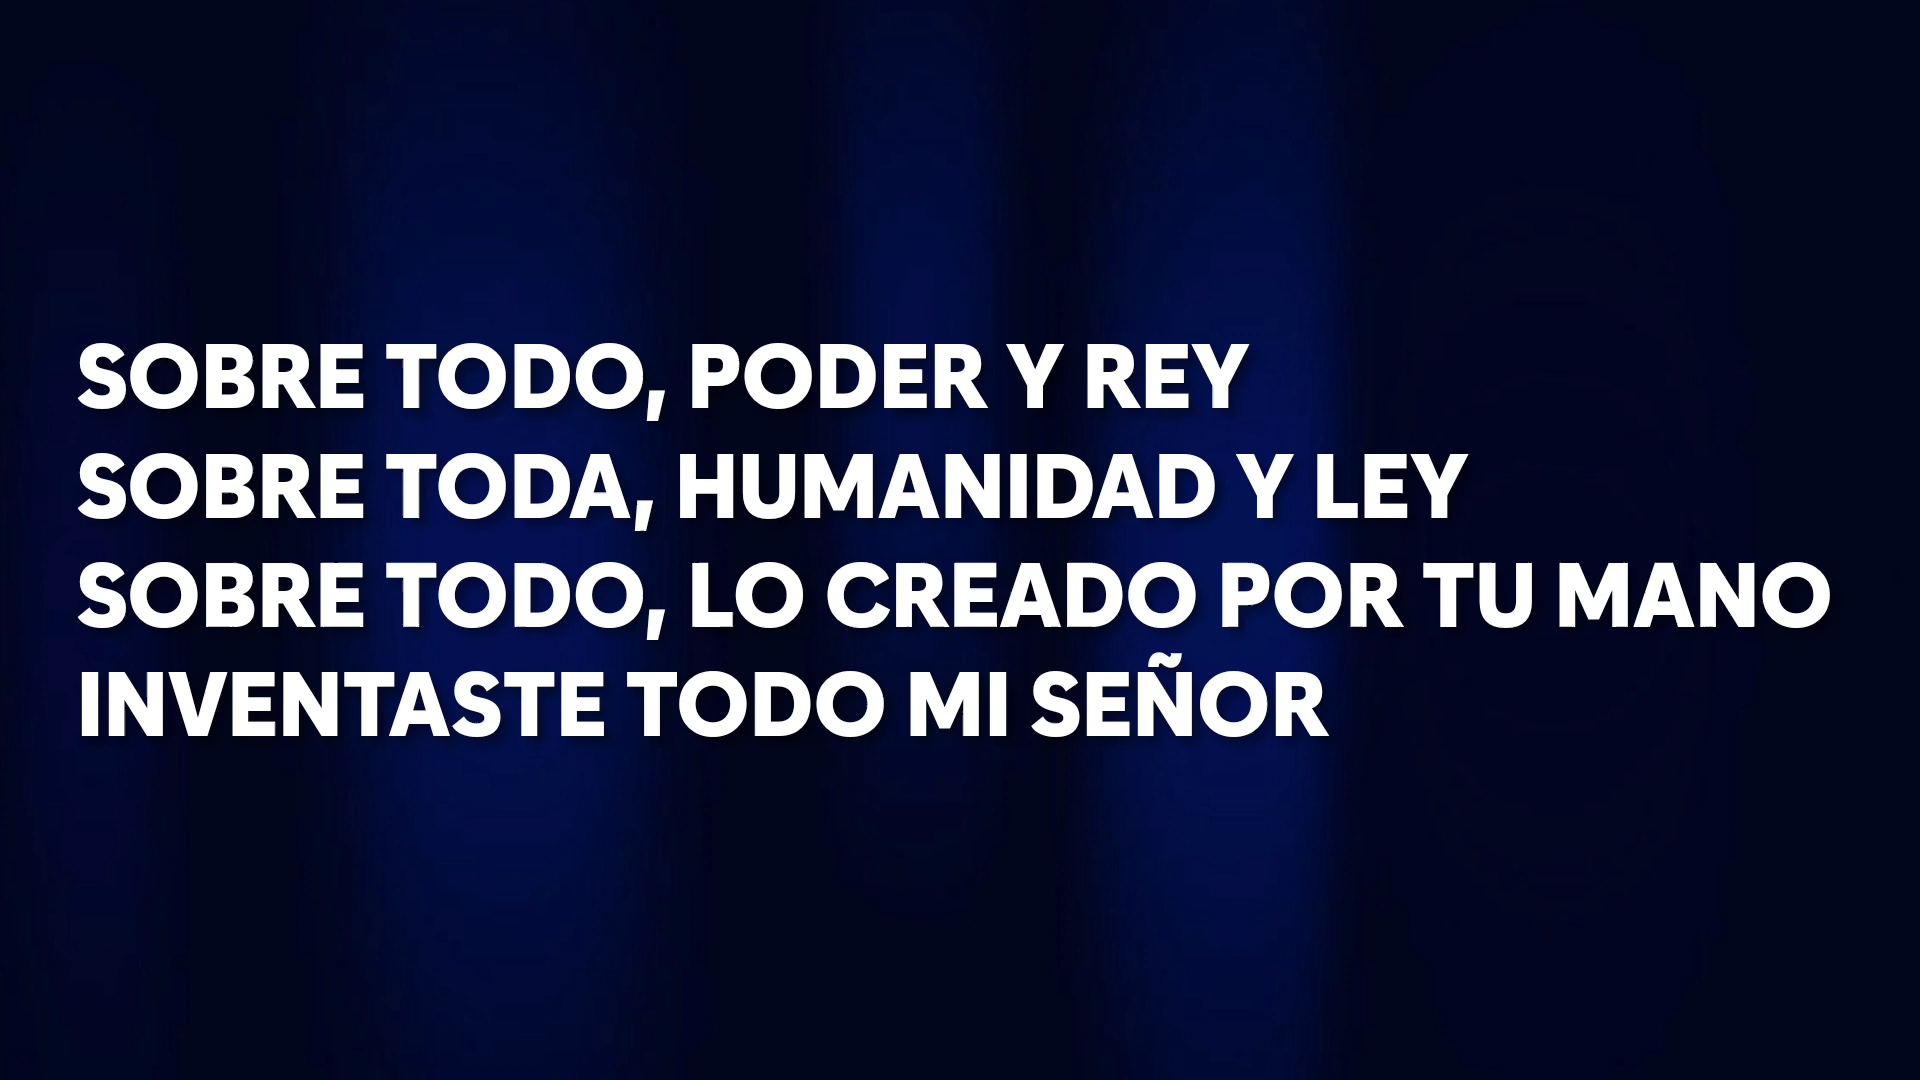 SOBRE TODO, PODER Y REY
SOBRE TODA, HUMANIDAD Y LEY
SOBRE TODO, LO CREADO POR TU MANO
INVENTASTE TODO MI SEÑOR